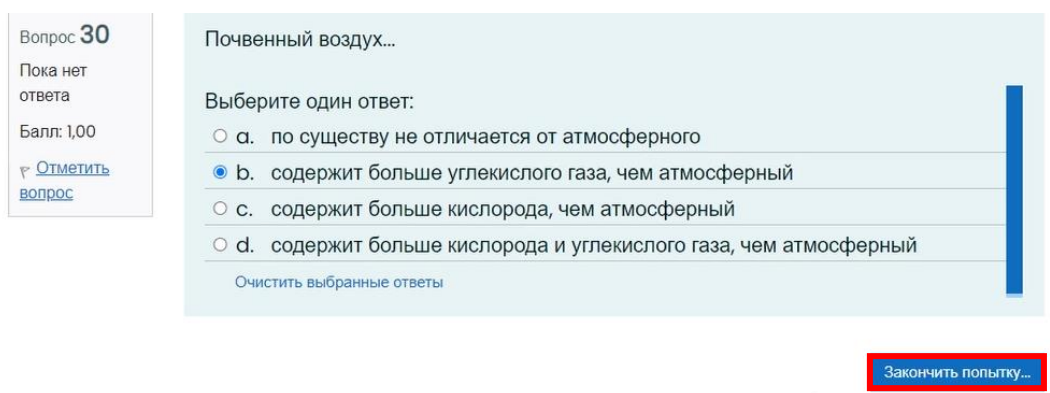 Вопрос 30
Пока нет
ответа
Балл: 1,00
Отметить
вопрос
Почвенный воздух...
Выберите один ответ:
a. по существу не отличается от атмосферного
b. содержит больше углекислого газа, чем атмосферный
c. содержит больше кислорода, чем атмосферный
d. содержит больше кислорода и углекислого газа, чем атмосферный
Очистить выбранные ответы
Закончить попытку...